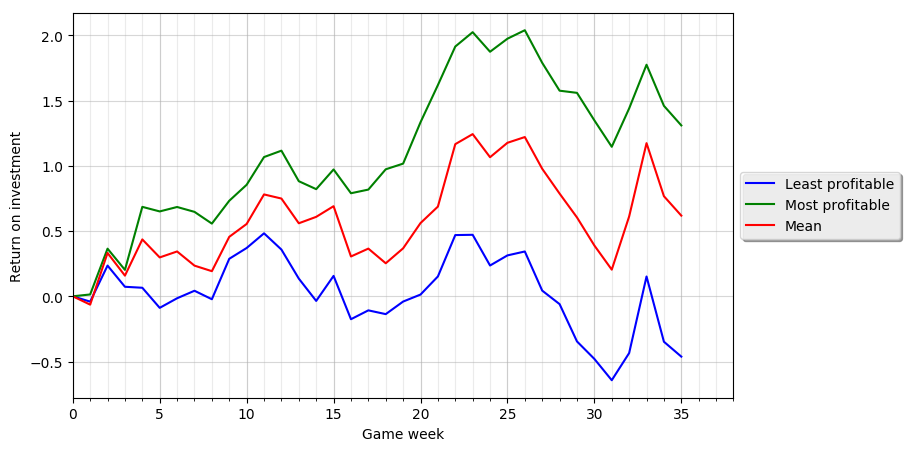 2.0
1.5
1.0
0.5
0.0
−0.5
Return on investment
0
5
10
15
20
25
30
35
Game week
Least profitable
Most profitable
Mean